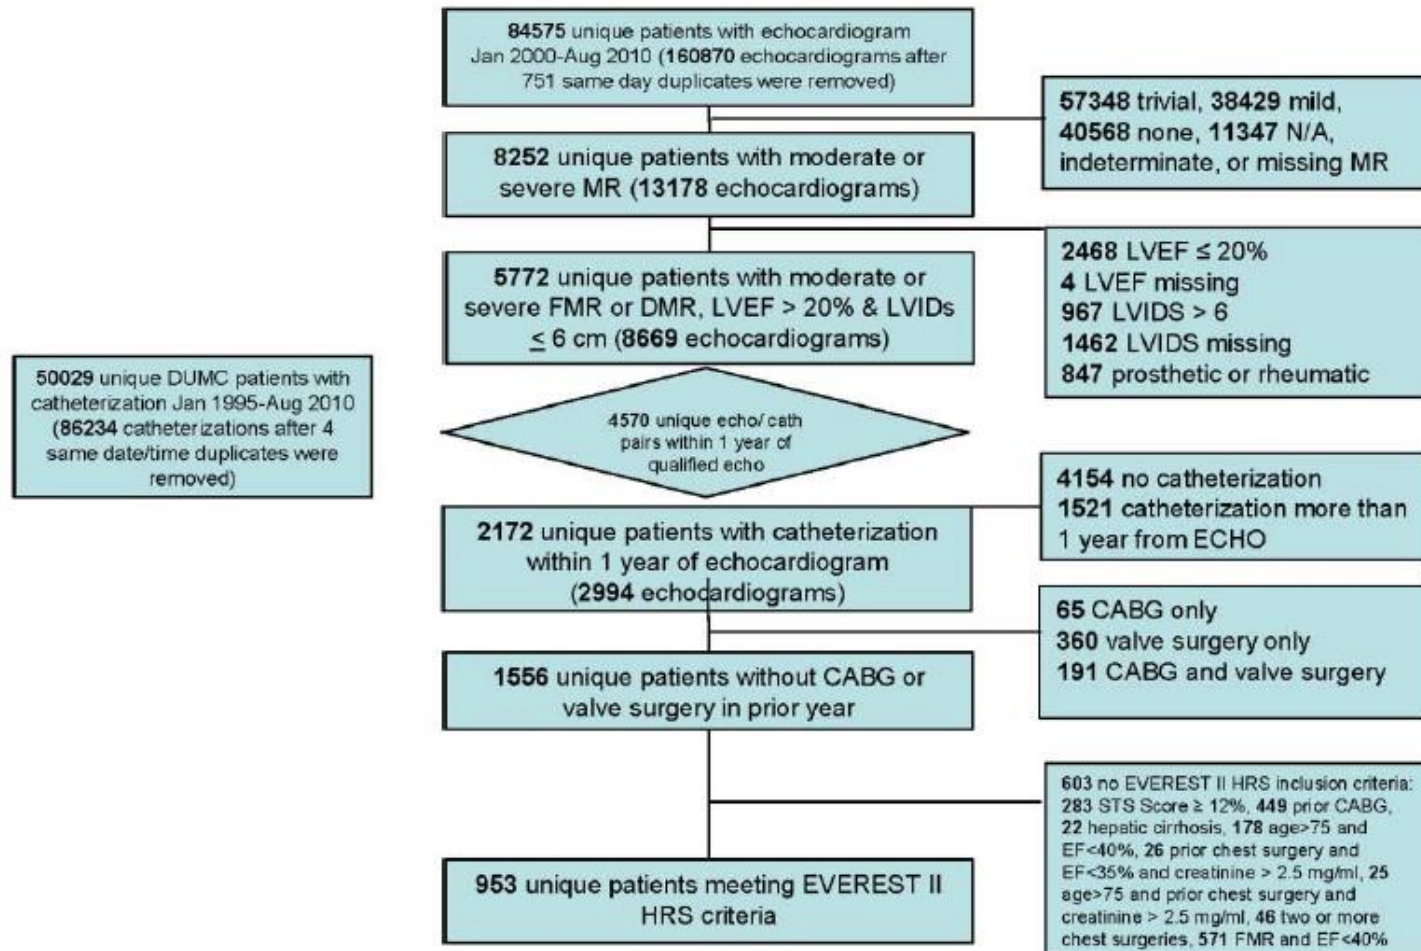 84575 unique patients with echocardiogram
Jan 2000-Aug 2010 (160870 echocardiograms after
751 same day duplicates were removed)
57348 trivial, 38429 mild,
40568 none, 11347 N/A,
indeterminate, or missing MR
8252 unique patients with moderate or
severe MR (13178 echocardiograms)
2468 LVEF ≤ 20%
4 LVEF missing
967 LVIDS > 6
1462 LVIDS missing
847 prosthetic or rheumatic
5772 unique patients with moderate or
severe FMR or DMR, LVEF > 20% & LVIDs
≤ 6 cm (8669 echocardiograms)
50029 unique DUMC patients with
catheterization Jan 1995-Aug 2010
(86234 catheterizations after 4
same date/time duplicates were
removed)
4570 unique echo/ cath
pairs within 1 year of
qualified echo
4154 no catheterization
1521 catheterization more than
1 year from ECHO
2172 unique patients with catheterization
within 1 year of echocardiogram
(2994 echocardiograms)
65 CABG only
360 valve surgery only
191 CABG and valve surgery
1556 unique patients without CABG or
valve surgery in prior year
603 no EVEREST II HRS inclusion criteria:
283 STS Score ≥ 12%, 449 prior CABG,
22 hepatic cirrhosis, 178 age>75 and
EF<40%, 26 prior chest surgery and
EF<35% and creatinine > 2.5 mg/ml, 25
age>75 and prior chest surgery and
creatinine > 2.5 mg/ml, 46 two or more
chest surgeries, 571 FMR and EF<40%
953 unique patients meeting EVEREST II
HRS criteria